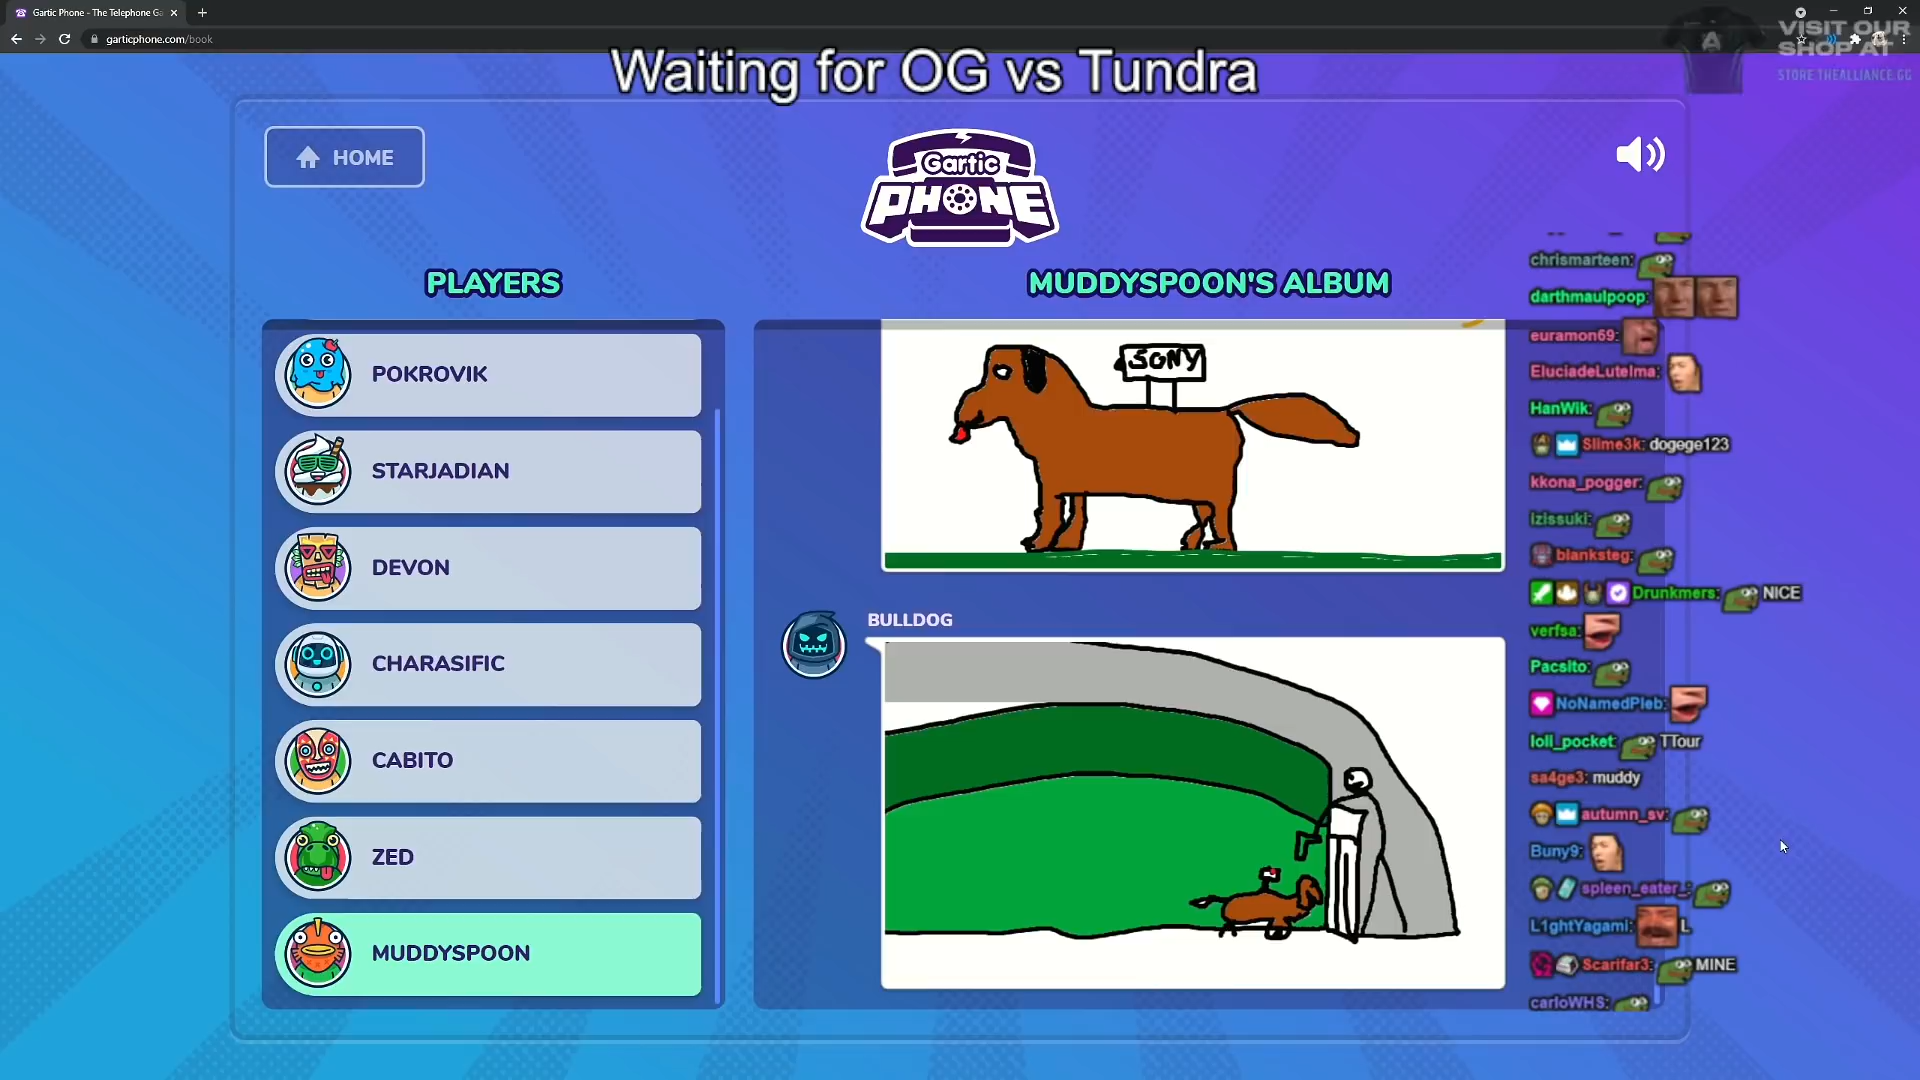 Gartic Phone - The Telephone Ga
garticphone.com/book
VISIT OUR
SHOP AT
STORE.THEALLIANCE.GG
Waiting for OG vs Tundra
HOME
Gartic
PHONE
PLAYERS
POKROVIK
STARJADIAN
DEVON
CHARASIFIC
CABITO
ZED
MUDDYSPOON
MUDDYSPOON'S ALBUM
SONY
BULLDOG
chrismarteen:
darthmaulpoop:
euramon69:
EluciadeLutelma:
HanWik:
Slime3k: dogege123
kkona_pogger:
izissuki:
blanksteg:
Drunkmers: NICE
verfsa:
Pacsito:
NoNamedPleb:
loll_pocket: TTour
sa4ge3: muddy
autumn_sv:
Buny9:
spleen_eater_:
L1ghtYagami: L
Scarifar3: MINE
carloWHS: